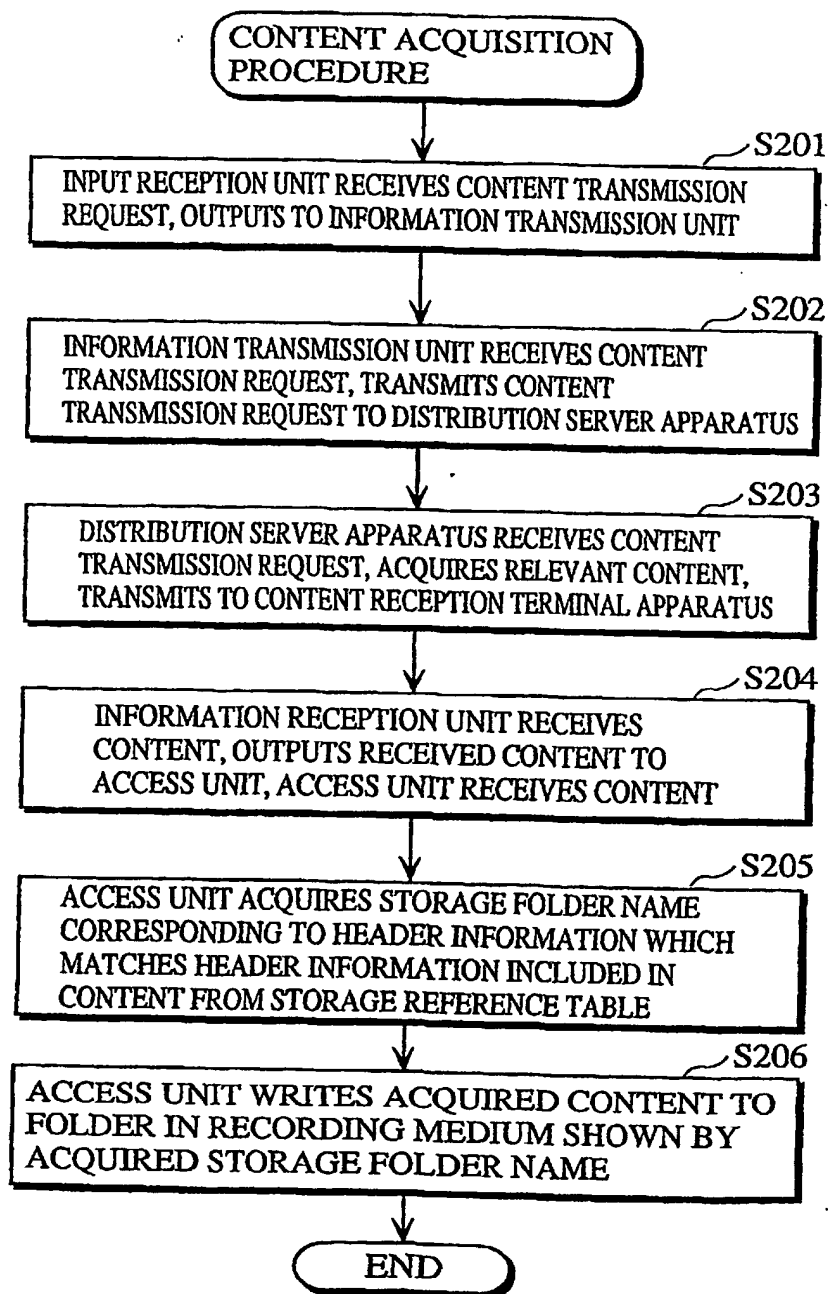 CONTENT ACQUISITION
PROCEDURE
S201
INPUT RECEPTION UNIT RECEIVES CONTENT TRANSMISSION
REQUEST, OUTPUTS TO INFORMATION TRANSMISSION UNIT
S202
INFORMATION TRANSMISSION UNIT RECEIVES CONTENT
TRANSMISSION REQUEST, TRANSMITS CONTENT
TRANSMISSION REQUEST TO DISTRIBUTION SERVER APPARATUS
S203
DISTRIBUTION SERVER APPARATUS RECEIVES CONTENT
TRANSMISSION REQUEST, ACQUIRES RELEVANT CONTENT,
TRANSMITS TO CONTENT RECEPTION TERMINAL APPARATUS
S204
INFORMATION RECEPTION UNIT RECEIVES
CONTENT, OUTPUTS RECEIVED CONTENT TO
ACCESS UNIT, ACCESS UNIT RECEIVES CONTENT
S205
ACCESS UNIT ACQUIRES STORAGE FOLDER NAME
CORRESPONDING TO HEADER INFORMATION WHICH
MATCHES HEADER INFORMATION INCLUDED IN
CONTENT FROM STORAGE REFERENCE TABLE
S206
ACCESS UNIT WRITES ACQUIRED CONTENT TO
FOLDER IN RECORDING MEDIUM SHOWN BY
ACQUIRED STORAGE FOLDER NAME
END